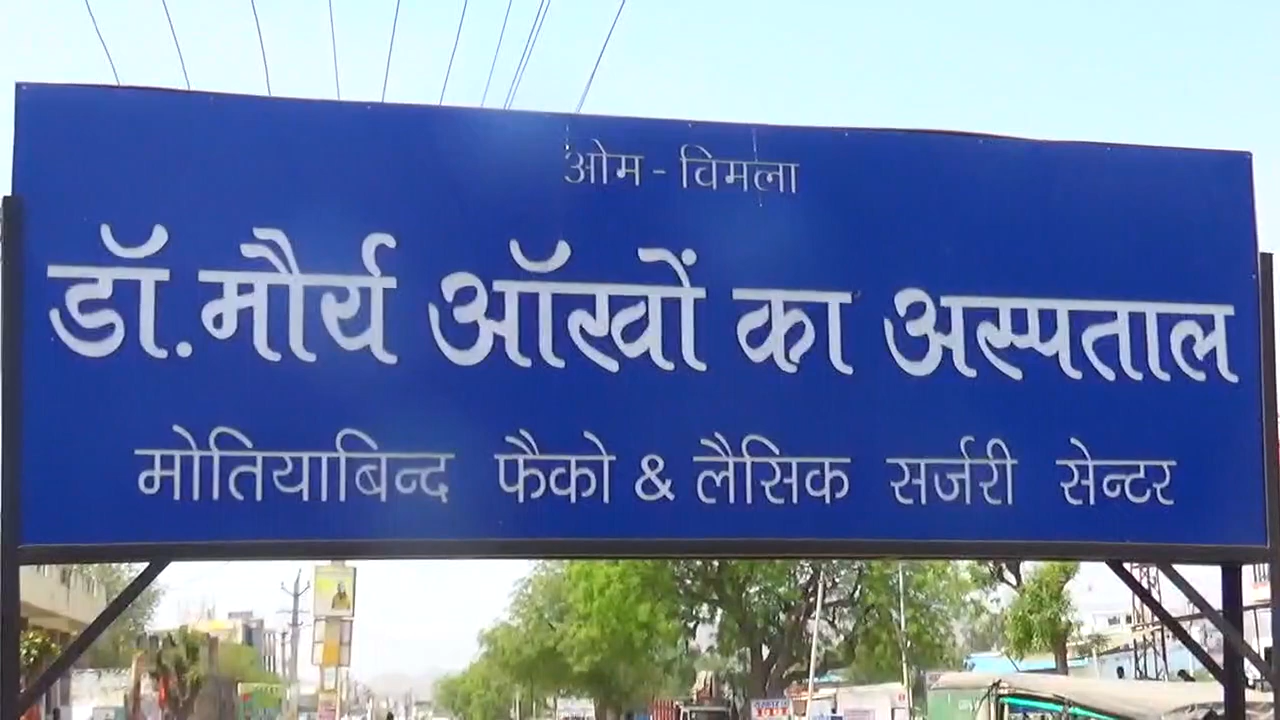 ओम - विमला
डॉ. मौर्य ऑखों का अस्पताल
मोतियाबिन्द फैको & लैसिक सर्जरी सेन्टर